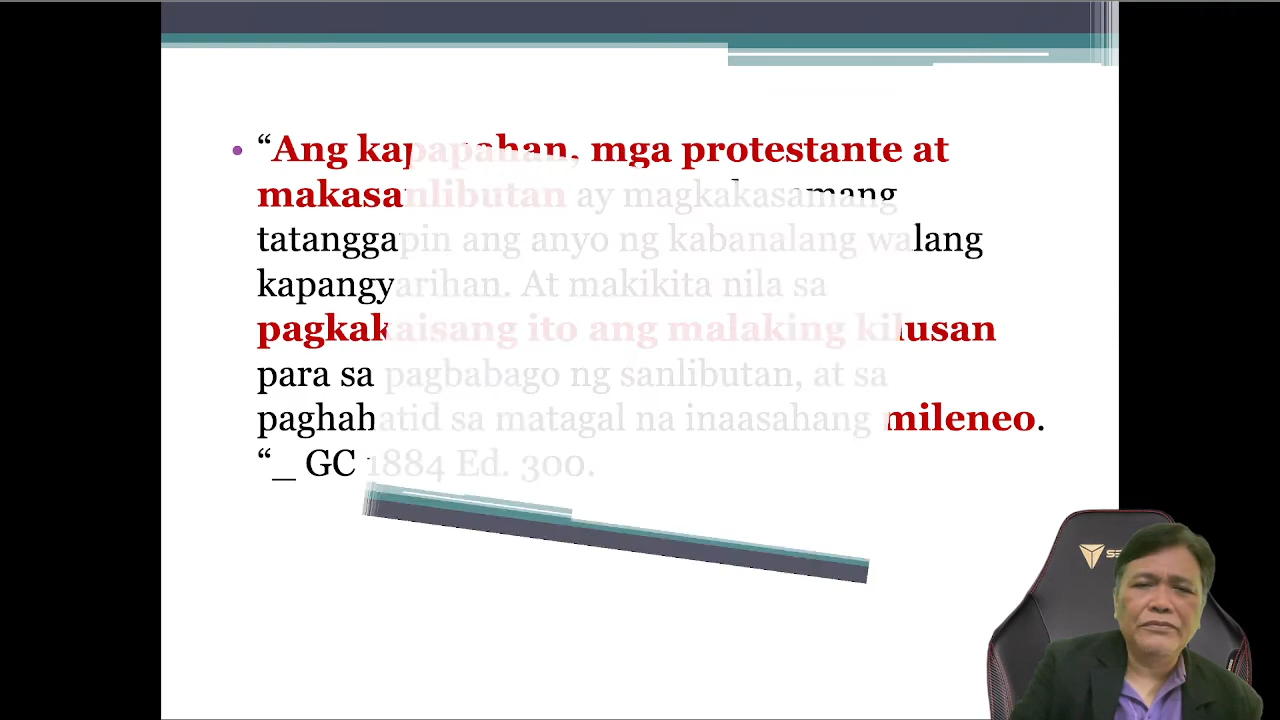 • “Ang kapapahan, mga protestante at
makasanlibutan ay magkakasamang
tatanggapin ang anyo ng kabanalang walang
kapangyarihan. At makikita nila sa
pagkakaisang ito ang malaking kilusan
para sa pagbabago ng sanlibutan, at sa
paghahatid sa matagal na inaasahang mileneo.
“_ GC 1884 Ed. 300.